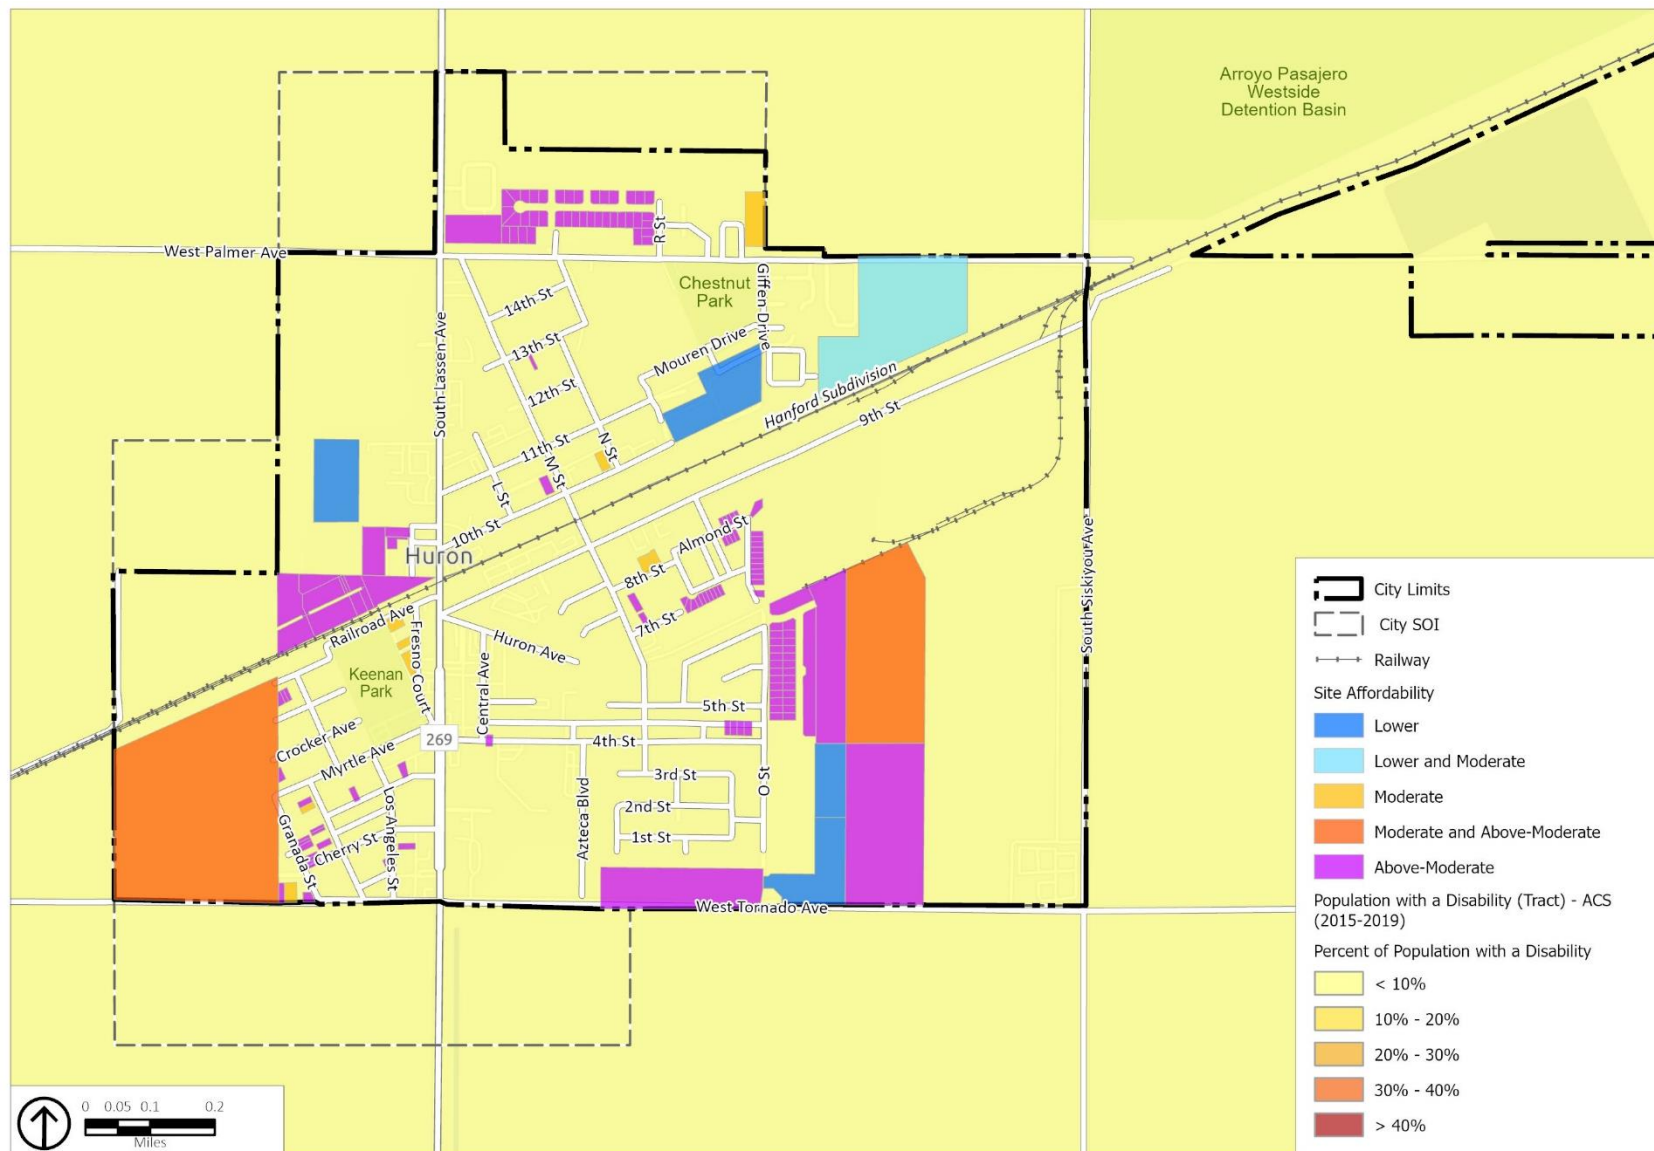 Arroyo Pasajero
Westside
Detention Basin
West Palmer Ave
R St
Chestnut
Park
Giffen Drive
14th St
South Lassen Ave
13th St
Mouren Drive
12th St
Hanford Subdivision
9th St
11th St
N St
M St
L St
10th St
Huron
Almond St
South Siskiyou Ave
8th St
7th St
Railroad Ave
Fresno Court
Huron Ave
Keenan
Park
Central Ave
5th St
269
4th St
Crocker Ave
Myrtle Ave
3rd St
O St
2nd St
Azteca Blvd
Los Angeles St
1st St
Granada St
Cherry St
West Tornado Ave
City Limits
City SOI
Railway
Site Affordability
Lower
Lower and Moderate
Moderate
Moderate and Above-Moderate
Above-Moderate
Population with a Disability (Tract) - ACS
(2015-2019)
Percent of Population with a Disability
< 10%
10% - 20%
20% - 30%
30% - 40%
> 40%
0 0.05 0.1 0.2
Miles